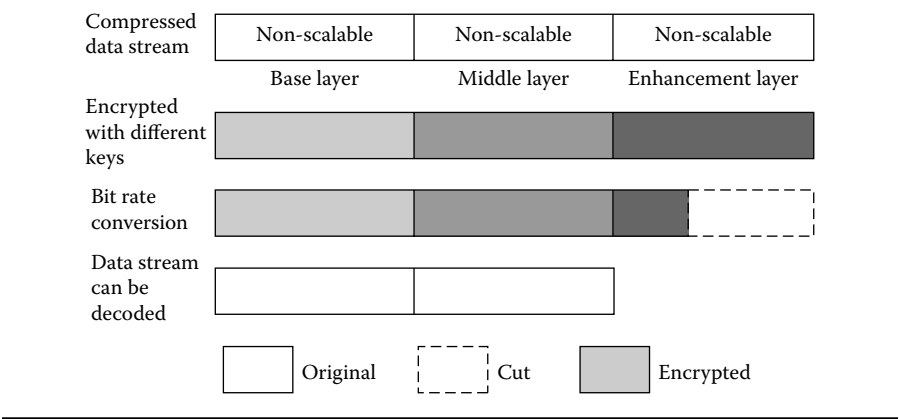 Compressed
data stream
Non-scalable
Non-scalable
Non-scalable
Base layer
Middle layer
Enhancement layer
Encrypted
with different
keys
Bit rate
conversion
Data stream
can be
decoded
Original
Cut
Encrypted